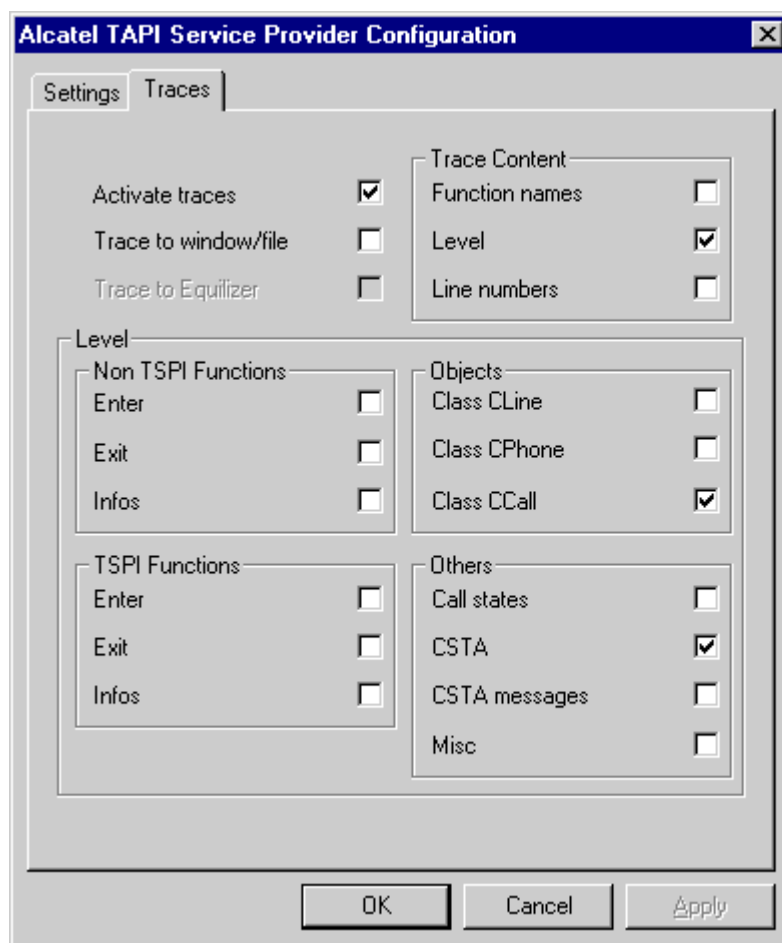 Alcatel TAPI Service Provider Configuration
Settings
Traces
Activate traces
Trace to window/file
Trace to Equilizer
Trace Content
Function names
Level
Line numbers
Level
Non TSPI Functions
Enter
Exit
Infos
Objects
Class CLine
Class CPhone
Class CCall
TSPI Functions
Enter
Exit
Infos
Others
Call states
CSTA
CSTA messages
Misc
OK
Cancel
Apply